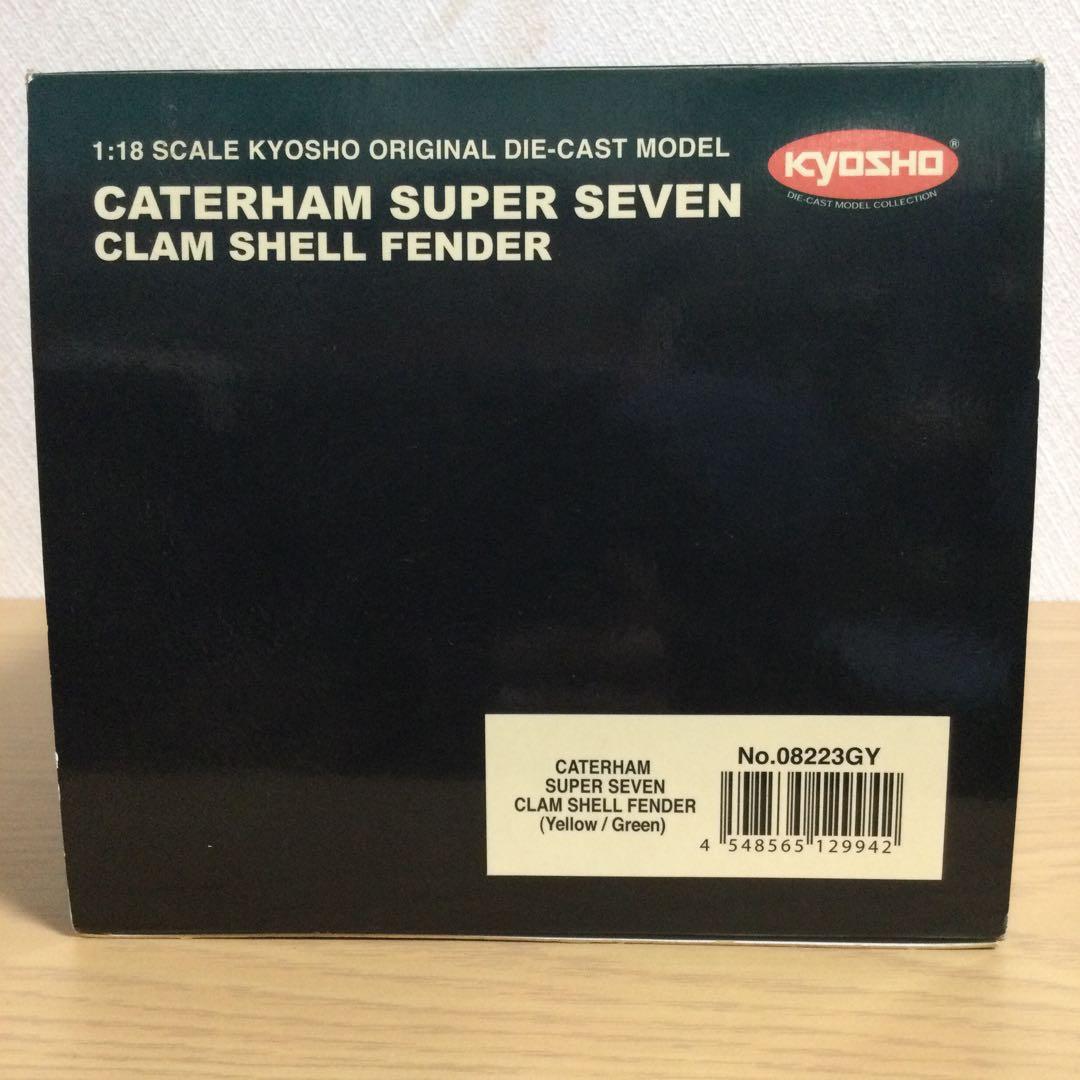 1:18 SCALE KYOSHO ORIGINAL DIE-CAST MODEL
CATERHAM SUPER SEVEN
CLAM SHELL FENDER
KYOSHO ®
DIE-CAST MODEL COLLECTION
CATERHAM
SUPER SEVEN
CLAM SHELL FENDER
(Yellow / Green)
No.08223GY
4 548565 129942